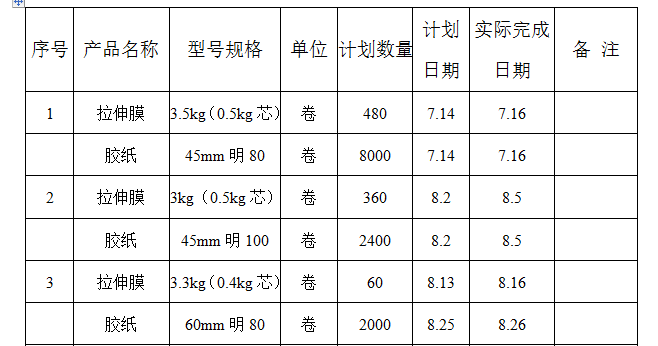 序号 产品名称 型号规格 单位 计划数量 计划日期 实际完成日期 备 注
1 拉伸膜 3.5kg（0.5kg 芯） 卷 480 7.14 7.16
胶纸 45mm 明 80 卷 8000 7.14 7.16
2 拉伸膜 3kg （0.5kg 芯） 卷 360 8.2 8.5
胶纸 45mm 明 100 卷 2400 8.2 8.5
3 拉伸膜 3.3kg（0.4kg 芯） 卷 60 8.13 8.16
胶纸 60mm 明 80 卷 2000 8.25 8.26